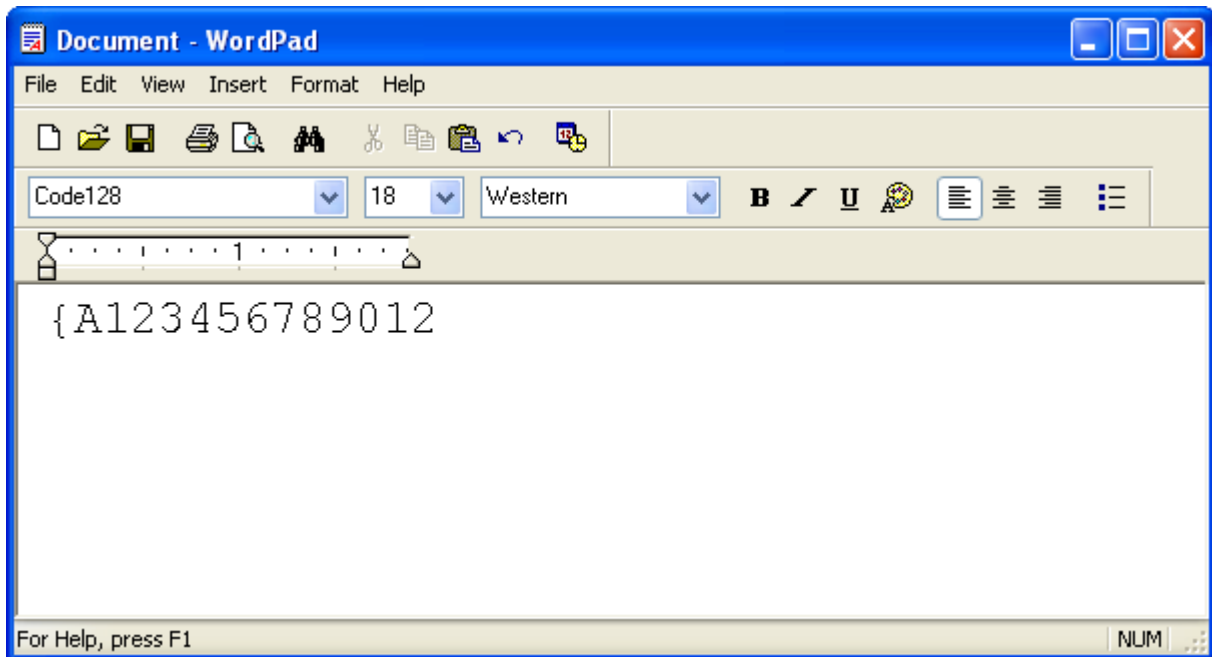 Document - WordPad
File Edit View Insert Format Help
Code128 18 Western B / U
1
{A123456789012
For Help, press F1 NUM